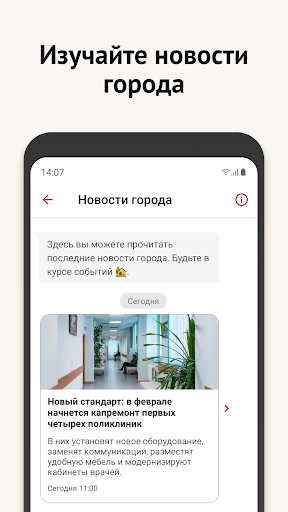 Изучайте новости
города
14:07
Новости города
Здесь вы можете прочитать
последние новости города. Будьте в
курсе событий 🏡.
Сегодня
Новый стандарт: в феврале
начнется капремонт первых
четырех поликлиник
В них установят новое оборудование,
заменят коммуникации, разместят
удобную мебель и модернизируют
кабинеты врачей.
Сегодня 11:00